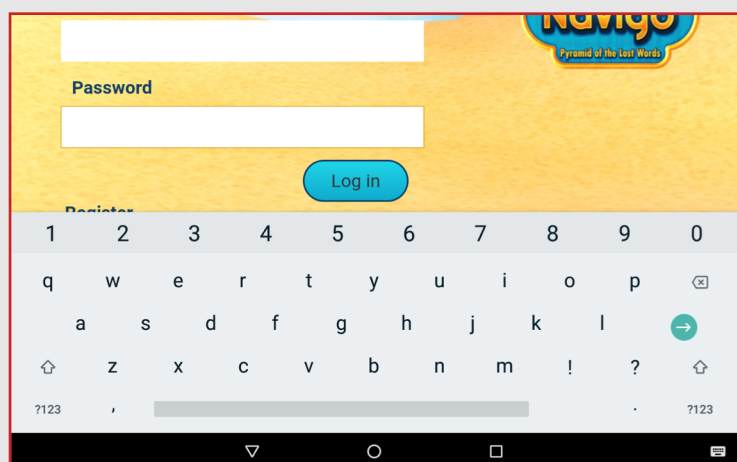 Navigo
Pyramid of the Lost Words
Password
Log in
Register
1 2 3 4 5 6 7 8 9 0
q w e r t y u i o p
a s d f g h j k l
z x c v b n m ! ?
?123 , . ?123